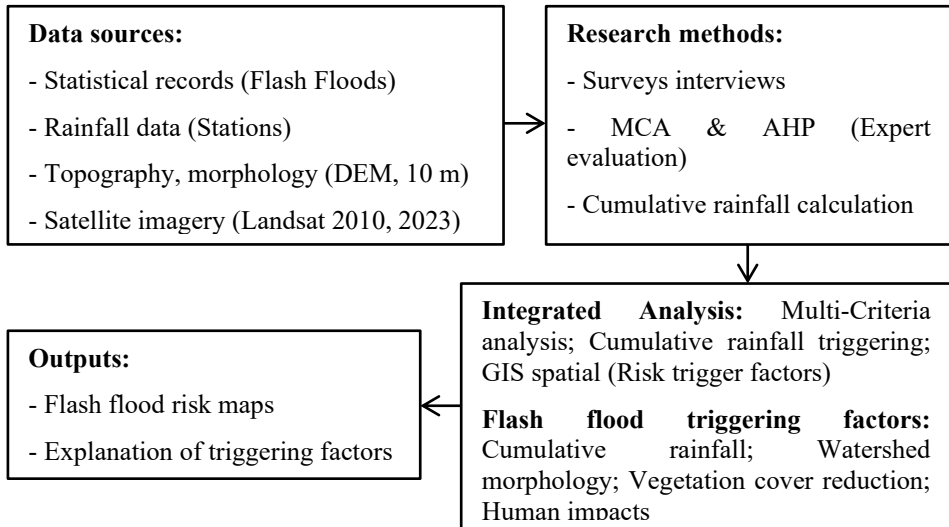 Data sources:
- Statistical records (Flash Floods)
- Rainfall data (Stations)
- Topography, morphology (DEM, 10 m)
- Satellite imagery (Landsat 2010, 2023)
Research methods:
- Surveys interviews
- MCA & AHP (Expert
evaluation)
- Cumulative rainfall calculation
Integrated Analysis: Multi-Criteria
analysis; Cumulative rainfall triggering;
GIS spatial (Risk trigger factors)
Flash flood triggering factors:
Cumulative rainfall; Watershed
morphology; Vegetation cover reduction;
Human impacts
Outputs:
- Flash flood risk maps
- Explanation of triggering factors